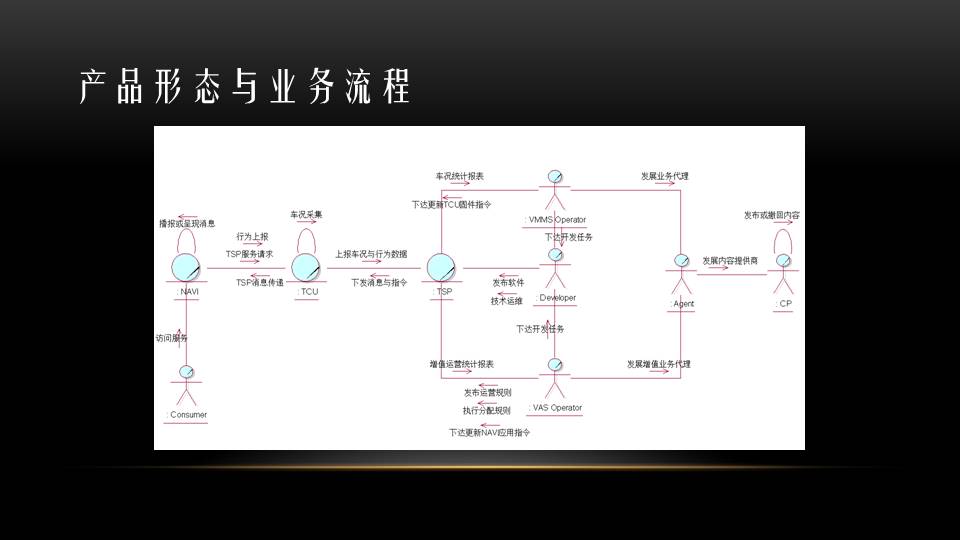 产品形态与业务流程
车况统计报表
发展业务代理
下达更新TCU固件指令
: VMMS Operator
播报或呈现消息
车况采集
发布或撤回内容
行为上报
下达开发任务
TSP服务请求
上报车况与行为数据
发展内容提供商
TSP消息传递
下发消息与指令
发布软件
: NAVI
: TCU
: TSP
技术运维
: Developer
: Agent
: CP
访问服务
下达开发任务
增值运营统计报表
发展增值业务代理
发布运营规则
: Consumer
执行分配规则
: VAS Operator
下达更新NAVI应用指令